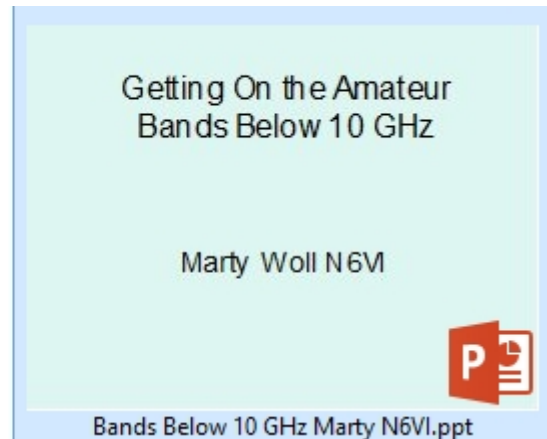 Getting On the Amateur
Bands Below 10 GHz
Marty Woll N6VI
P
Bands Below 10 GHz Marty N6VI.ppt